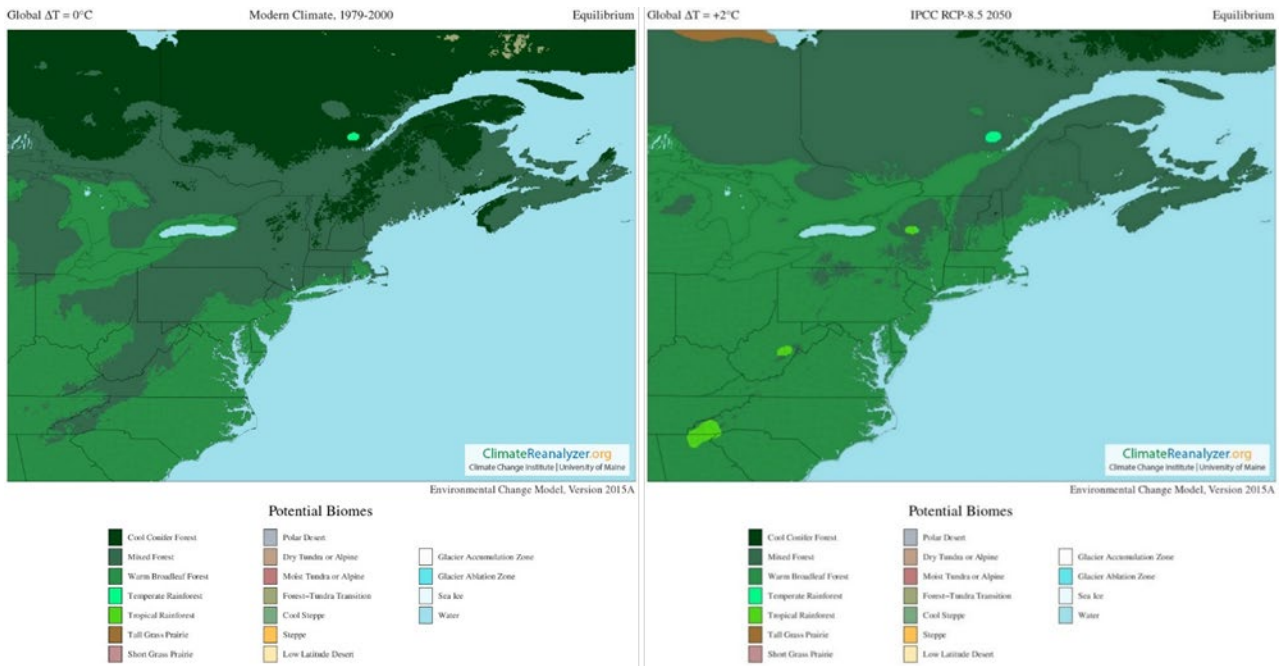 Global ΔT = 0°C Modern Climate, 1979-2000 Equilibrium
ClimateReanalyzer.org
Climate Change Institute | University of Maine
Environmental Change Model, Version 2015A
Potential Biomes
Cool Conifer Forest
Mixed Forest
Warm Broadleaf Forest
Temperate Rainforest
Tropical Rainforest
Tall Grass Prairie
Short Grass Prairie
Polar Desert
Dry Tundra or Alpine
Moist Tundra or Alpine
Forest-Tundra Transition
Cool Steppe
Steppe
Low Latitude Desert
Glacier Accumulation Zone
Glacier Ablation Zone
Sea Ice
Water
Global ΔT = +2°C IPCC RCP-8.5 2050 Equilibrium
ClimateReanalyzer.org
Climate Change Institute | University of Maine
Environmental Change Model, Version 2015A
Potential Biomes
Cool Conifer Forest
Mixed Forest
Warm Broadleaf Forest
Temperate Rainforest
Tropical Rainforest
Tall Grass Prairie
Short Grass Prairie
Polar Desert
Dry Tundra or Alpine
Moist Tundra or Alpine
Forest-Tundra Transition
Cool Steppe
Steppe
Low Latitude Desert
Glacier Accumulation Zone
Glacier Ablation Zone
Sea Ice
Water